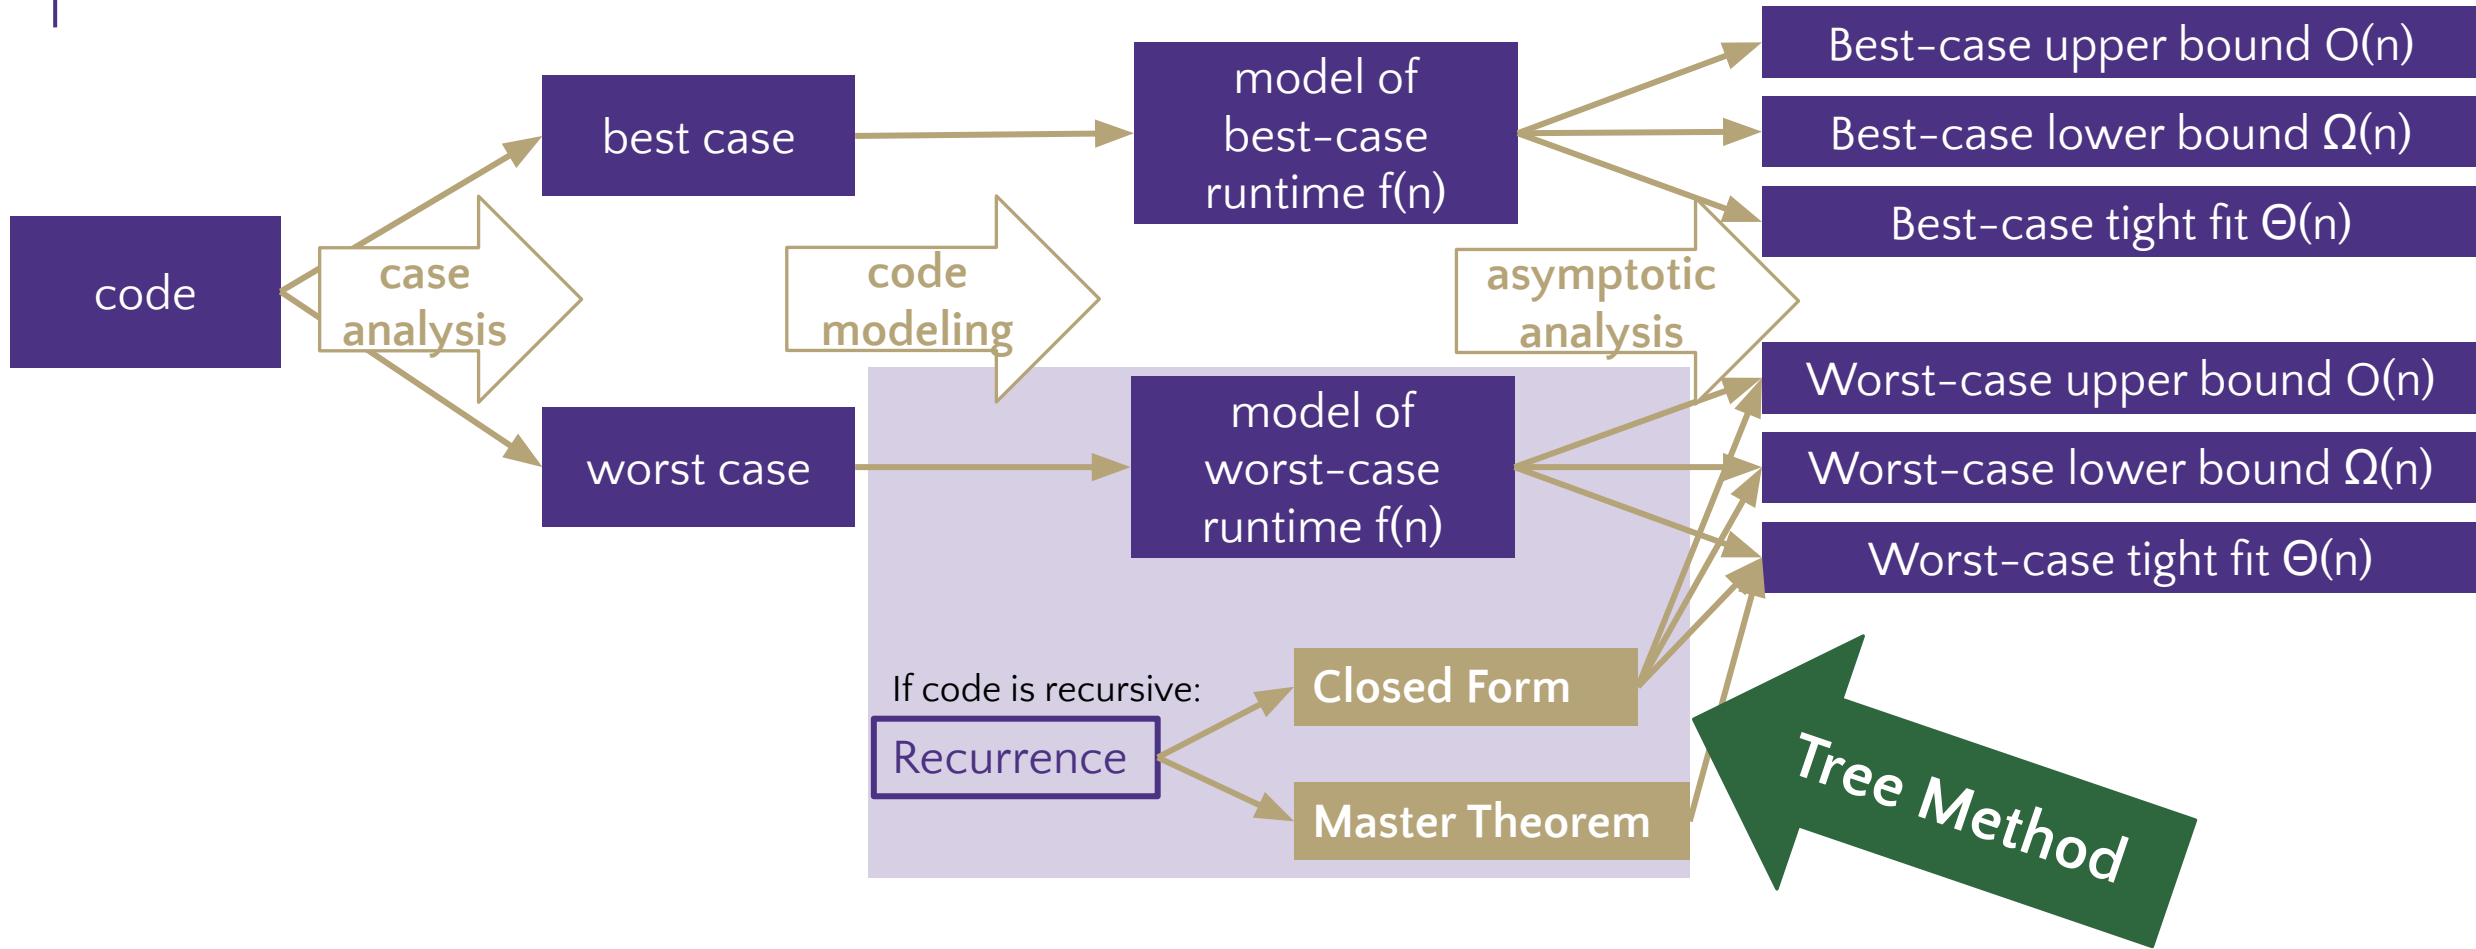 code
case
analysis
best case
worst case
code
modeling
model of
best-case
runtime f(n)
model of
worst-case
runtime f(n)
asymptotic
analysis
Best-case upper bound O(n)
Best-case lower bound Ω(n)
Best-case tight fit Θ(n)
Worst-case upper bound O(n)
Worst-case lower bound Ω(n)
Worst-case tight fit Θ(n)
If code is recursive:
Recurrence
Closed Form
Master Theorem
Tree Method